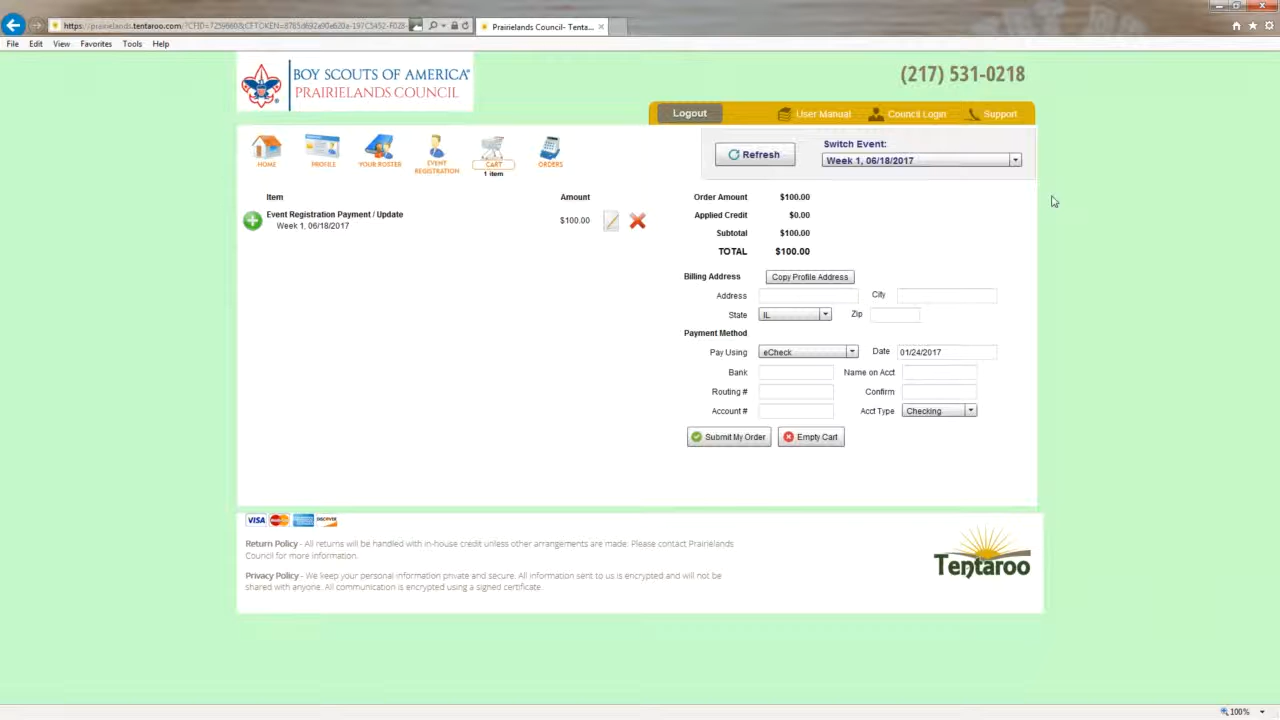 https://prairielands.tentaroo.com/?CFID=
Prairielands Council- Tenta...
File Edit View Favorites Tools Help
BOY SCOUTS OF AMERICA®
PRAIRIELANDS COUNCIL
(217) 531-0218
Logout User Manual Council Login Support
HOME PROFILE YOUR ROSTER EVENT REGISTRATION CART ORDERS
1 item
Refresh
Switch Event:
Week 1, 06/18/2017
Item Amount
Event Registration Payment / Update
Week 1, 06/18/2017
$100.00
Order Amount $100.00
Applied Credit $0.00
Subtotal $100.00
TOTAL $100.00
Billing Address Copy Profile Address
Address City
State IL Zip
Payment Method
Pay Using eCheck Date 01/24/2017
Bank Name on Acct
Routing # Confirm
Account # Acct Type Checking
Submit My Order Empty Cart
VISA MasterCard DISCOVER
Return Policy - All returns will be handled with in-house credit unless other arrangements are made. Please contact Prairielands
Council for more information.
Privacy Policy - We keep your personal information private and secure. All information sent to us is encrypted and will not be
shared with anyone. All communication is encrypted using a signed certificate.
Tentaroo
100%